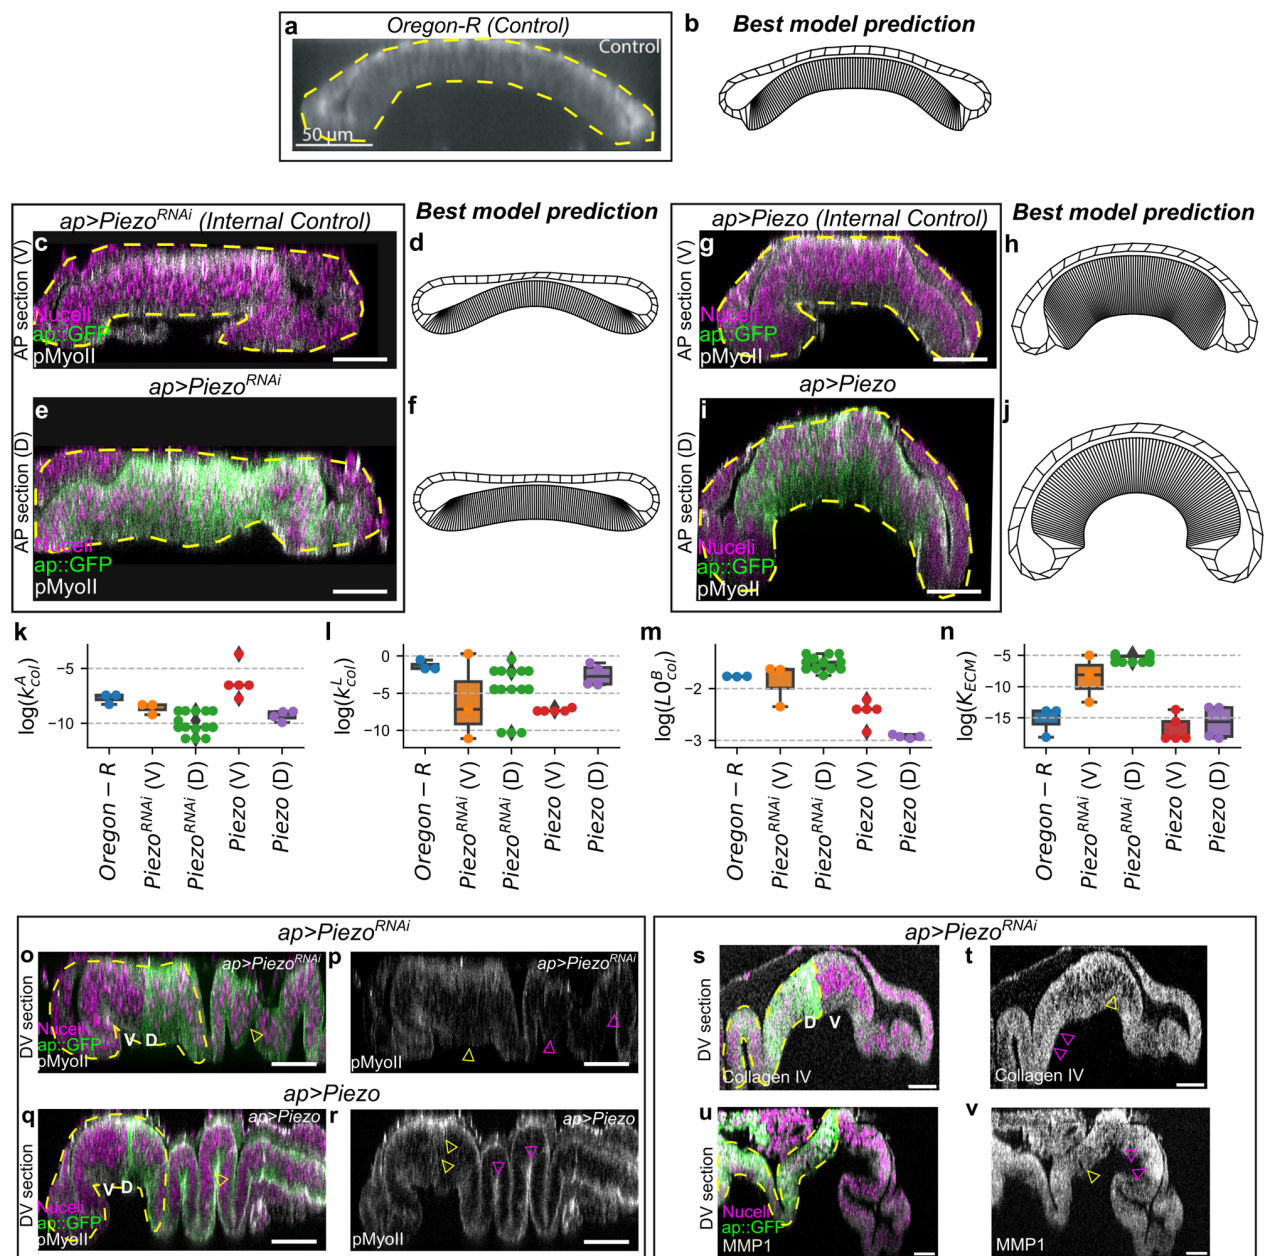 a
Oregon-R (Control)
Control
50 μm
b
Best model prediction
ap>Piezo^RNAi (Internal Control)
AP section (V)
c
Nuceli
ap::GFP
pMyoII
Best model prediction
d
ap>Piezo^RNAi
AP section (D)
e
Nuceli
ap::GFP
pMyoII
f
ap>Piezo (Internal Control)
AP section (V)
g
Nucleli
ap::GFP
pMyoII
Best model prediction
h
ap>Piezo
AP section (D)
i
Nuceli
ap::GFP
pMyoII
j
k
log(k^A_col)
−5
−10
Oregon − R
Piezo^RNAi (V)
Piezo^RNAi (D)
Piezo (V)
Piezo (D)
l
log(k^L_col)
0
−5
−10
Oregon − R
Piezo^RNAi (V)
Piezo^RNAi (D)
Piezo (V)
Piezo (D)
m
log(L0^B_col)
−2
−3
Oregon − R
Piezo^RNAi (V)
Piezo^RNAi (D)
Piezo (V)
Piezo (D)
n
log(K_ECM)
−5
−10
−15
Oregon − R
Piezo^RNAi (V)
Piezo^RNAi (D)
Piezo (V)
Piezo (D)
ap>Piezo^RNAi
DV section
o
ap>Piezo^RNAi
V D
Nuceli
ap::GFP
pMyoII
p
ap>Piezo^RNAi
pMyoII
ap>Piezo
DV section
q
ap>Piezo
V D
Nuceli
ap::GFP
pMyoII
r
ap>Piezo
pMyoII
ap>Piezo^RNAi
DV section
s
D V
Collagen IV
t
Collagen IV
DV section
u
Nuceli
ap::GFP
MMP1
v
MMP1